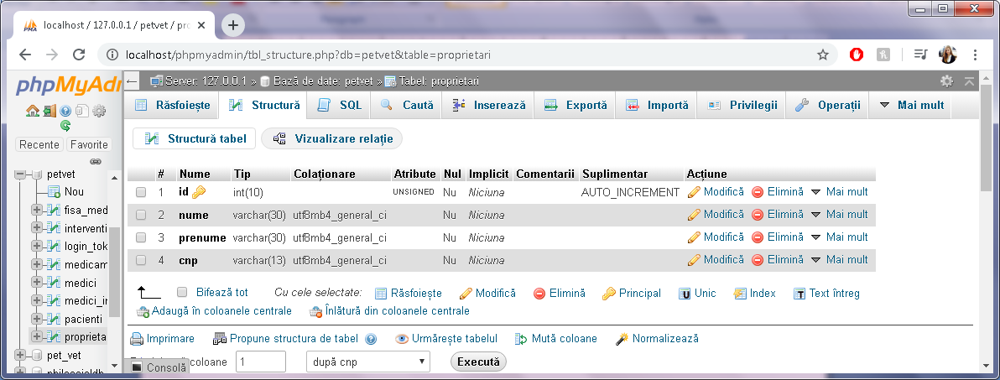 localhost / 127.0.0.1 / petvet / pro
localhost/phpmyadmin/tbl_structure.php?db=petvet&table=proprietari
phpMyAdr
Recente Favorite
petvet
Nou
fisa_med
interventi
login_tok
medicam
medici
medici_in
pacienti
proprieta
pet_vet
Server: 127.0.0.1 » Bază de date: petvet » Tabel: proprietari
Răsfoiește Structură SQL Caută Inserează Exportă Importă Privilegii Operații Mai mult
Structură tabel Vizualizare relație
# Nume Tip Colaționare Atribute Nul Implicit Comentarii Suplimentar Acțiune
1 id int(10) UNSIGNED Nu Niciuna AUTO_INCREMENT Modifică Elimină Mai mult
2 nume varchar(30) utf8mb4_general_ci Nu Niciuna Modifică Elimină Mai mult
3 prenume varchar(30) utf8mb4_general_ci Nu Niciuna Modifică Elimină Mai mult
4 cnp varchar(13) utf8mb4_general_ci Nu Niciuna Modifică Elimină Mai mult
Bifează tot Cu cele selectate: Răsfoiește Modifică Elimină Principal Unic Index Text întreg
Adaugă în coloanele centrale Înlătură din coloanele centrale
Imprimare Propune structura de tabel Urmărește tabelul Mută coloane Normalizează
coloane 1 după cnp Execută
Consolă